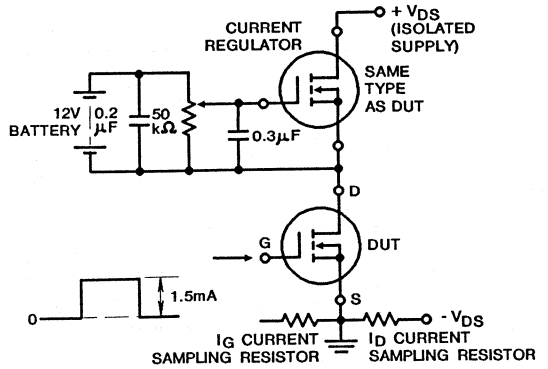 + VDS
(ISOLATED
SUPPLY)
CURRENT
REGULATOR
SAME
TYPE
AS DUT
12V
BATTERY
0.2
µF
50
kΩ
0.3µF
D
G
DUT
S
0
1.5mA
- VDS
IG CURRENT
SAMPLING RESISTOR
ID CURRENT
SAMPLING RESISTOR